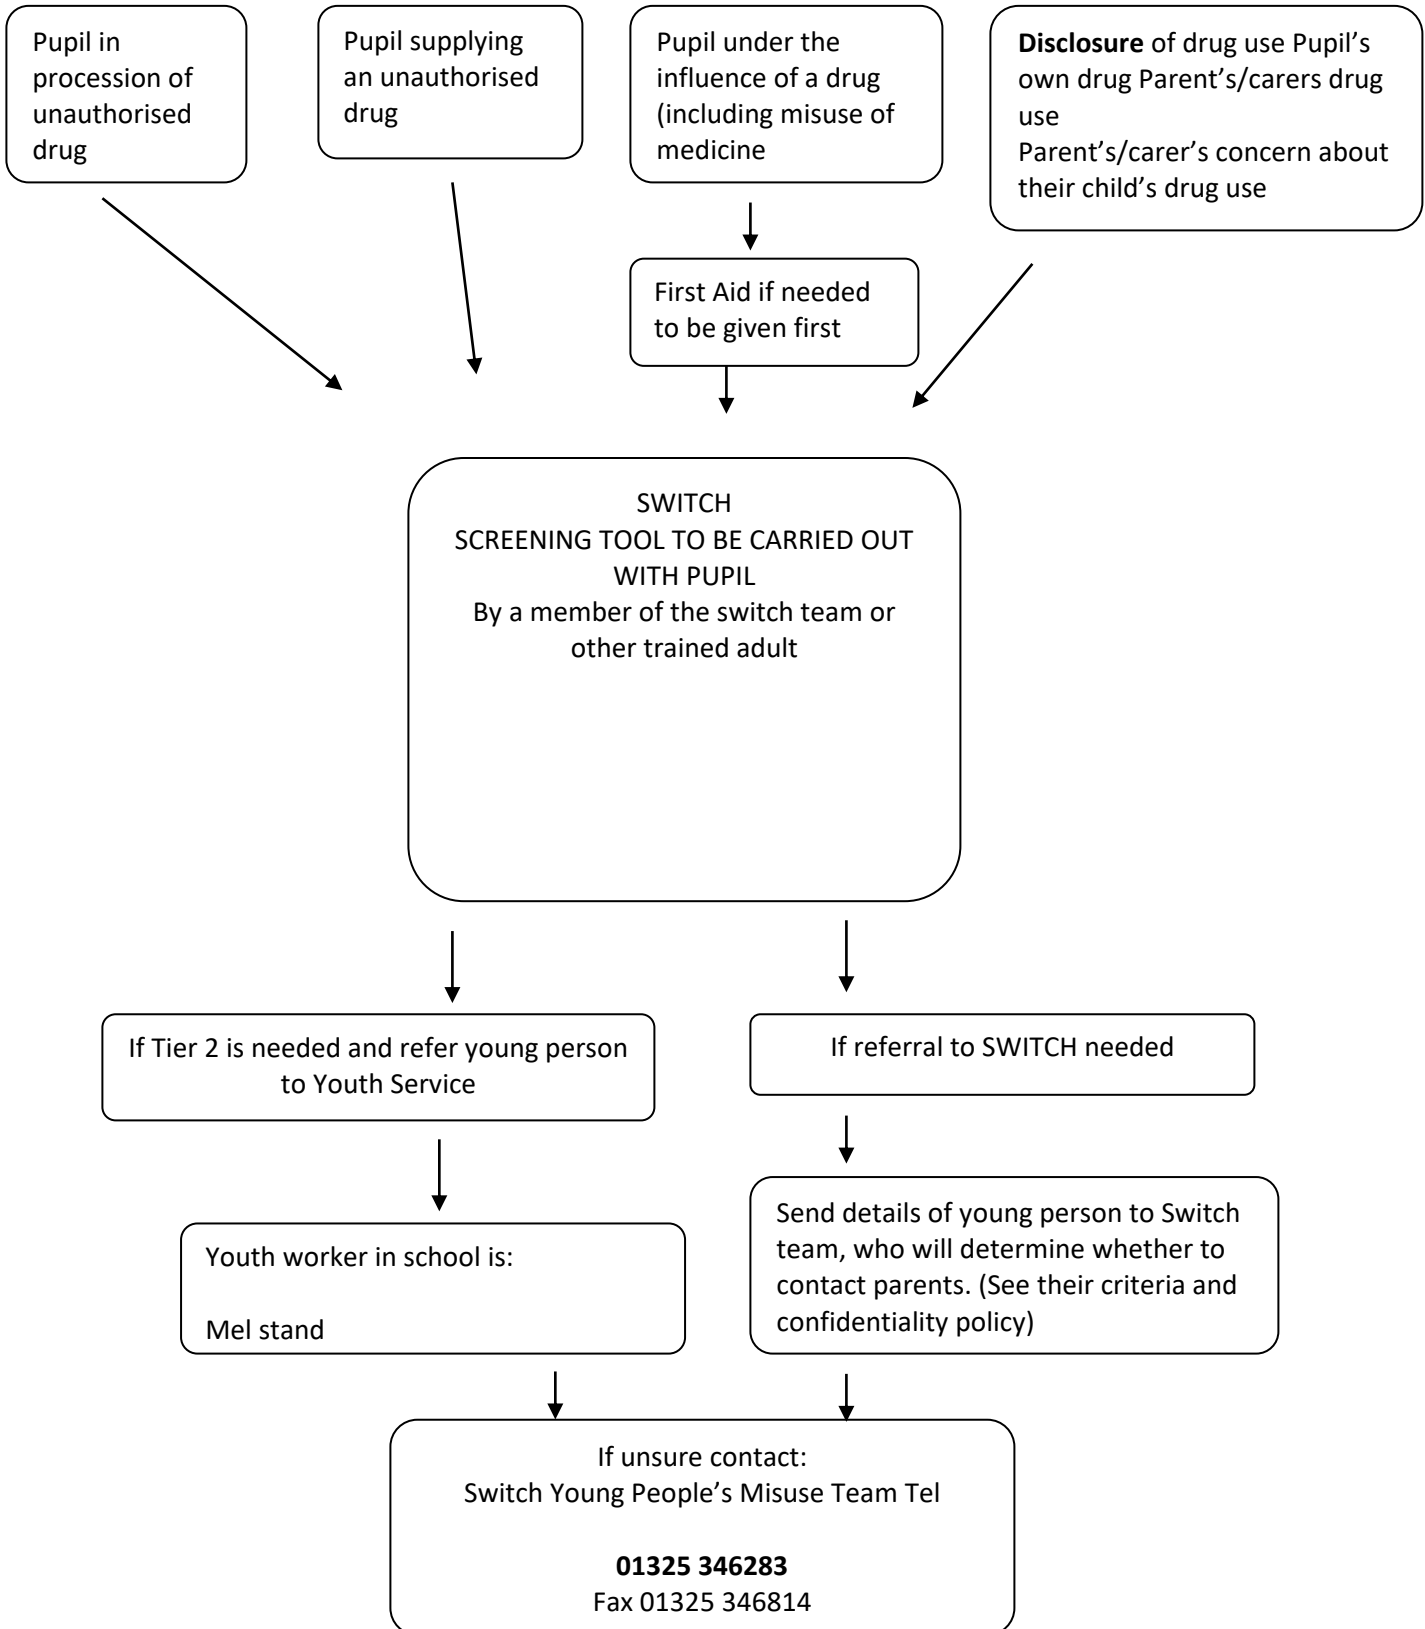 Pupil in
procession of
unauthorised
drug
Pupil supplying
an unauthorised
drug
Pupil under the
influence of a drug
(including misuse of
medicine
Disclosure of drug use Pupil’s
own drug Parent’s/carers drug
use
Parent’s/carer’s concern about
their child’s drug use
First Aid if needed
to be given first
SWITCH
SCREENING TOOL TO BE CARRIED OUT
WITH PUPIL
By a member of the switch team or
other trained adult
If Tier 2 is needed and refer young person
to Youth Service
If referral to SWITCH needed
Youth worker in school is:
Mel stand
Send details of young person to Switch
team, who will determine whether to
contact parents. (See their criteria and
confidentiality policy)
If unsure contact:
Switch Young People’s Misuse Team Tel
01325 346283
Fax 01325 346814